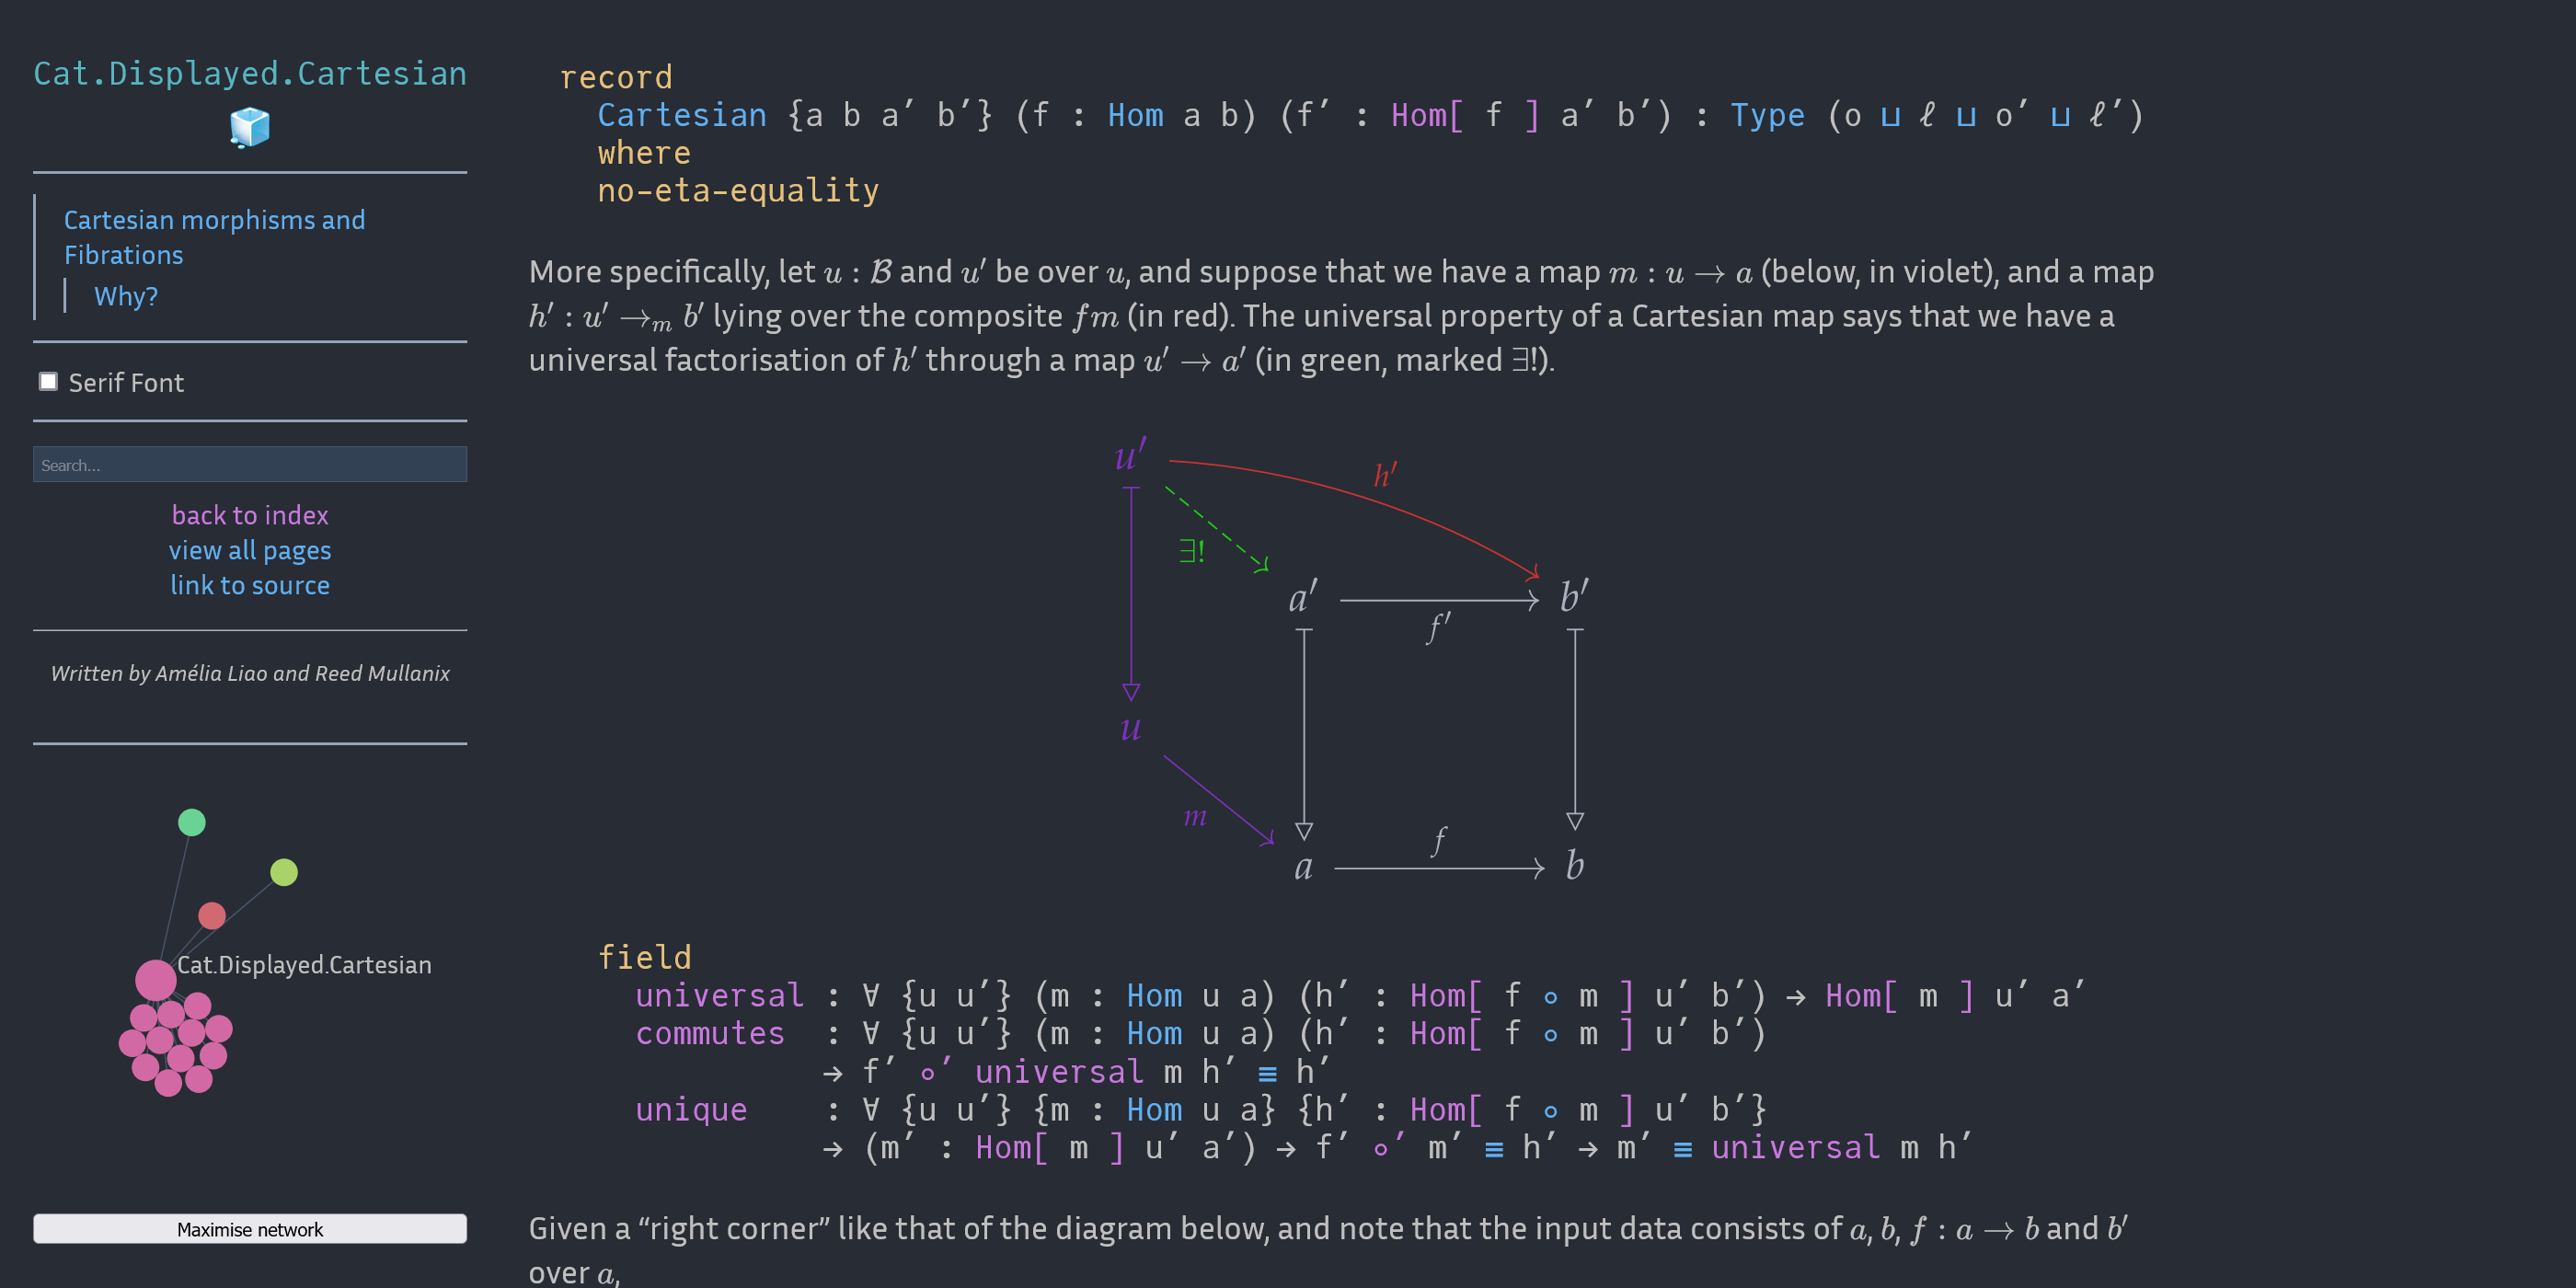 Cat.Displayed.Cartesian
Cartesian morphisms and
Fibrations
Why?
Serif Font
Search...
back to index
view all pages
link to source
Written by Amélia Liao and Reed Mullanix
Cat.Displayed.Cartesian
Maximise network
record
Cartesian {a b a′ b′} (f : Hom a b) (f′ : Hom[ f ] a′ b′) : Type (o ⊔ ℓ ⊔ o′ ⊔ ℓ′)
where
no-eta-equality
More specifically, let u : ℬ and u′ be over u, and suppose that we have a map m : u → a (below, in violet), and a map
h′ : u′ →ₘ b′ lying over the composite fm (in red). The universal property of a Cartesian map says that we have a
universal factorisation of h′ through a map u′ → a′ (in green, marked ∃!).
u′
h′
∃!
a′
b′
f′
u
m
f
a
b
field
universal : ∀ {u u′} (m : Hom u a) (h′ : Hom[ f ∘ m ] u′ b′) → Hom[ m ] u′ a′
commutes : ∀ {u u′} (m : Hom u a) (h′ : Hom[ f ∘ m ] u′ b′)
→ f′ ∘′ universal m h′ ≡ h′
unique : ∀ {u u′} {m : Hom u a} {h′ : Hom[ f ∘ m ] u′ b′}
→ (m′ : Hom[ m ] u′ a′) → f′ ∘′ m′ ≡ h′ → m′ ≡ universal m h′
Given a “right corner” like that of the diagram below, and note that the input data consists of a, b, f : a → b and b′
over a,